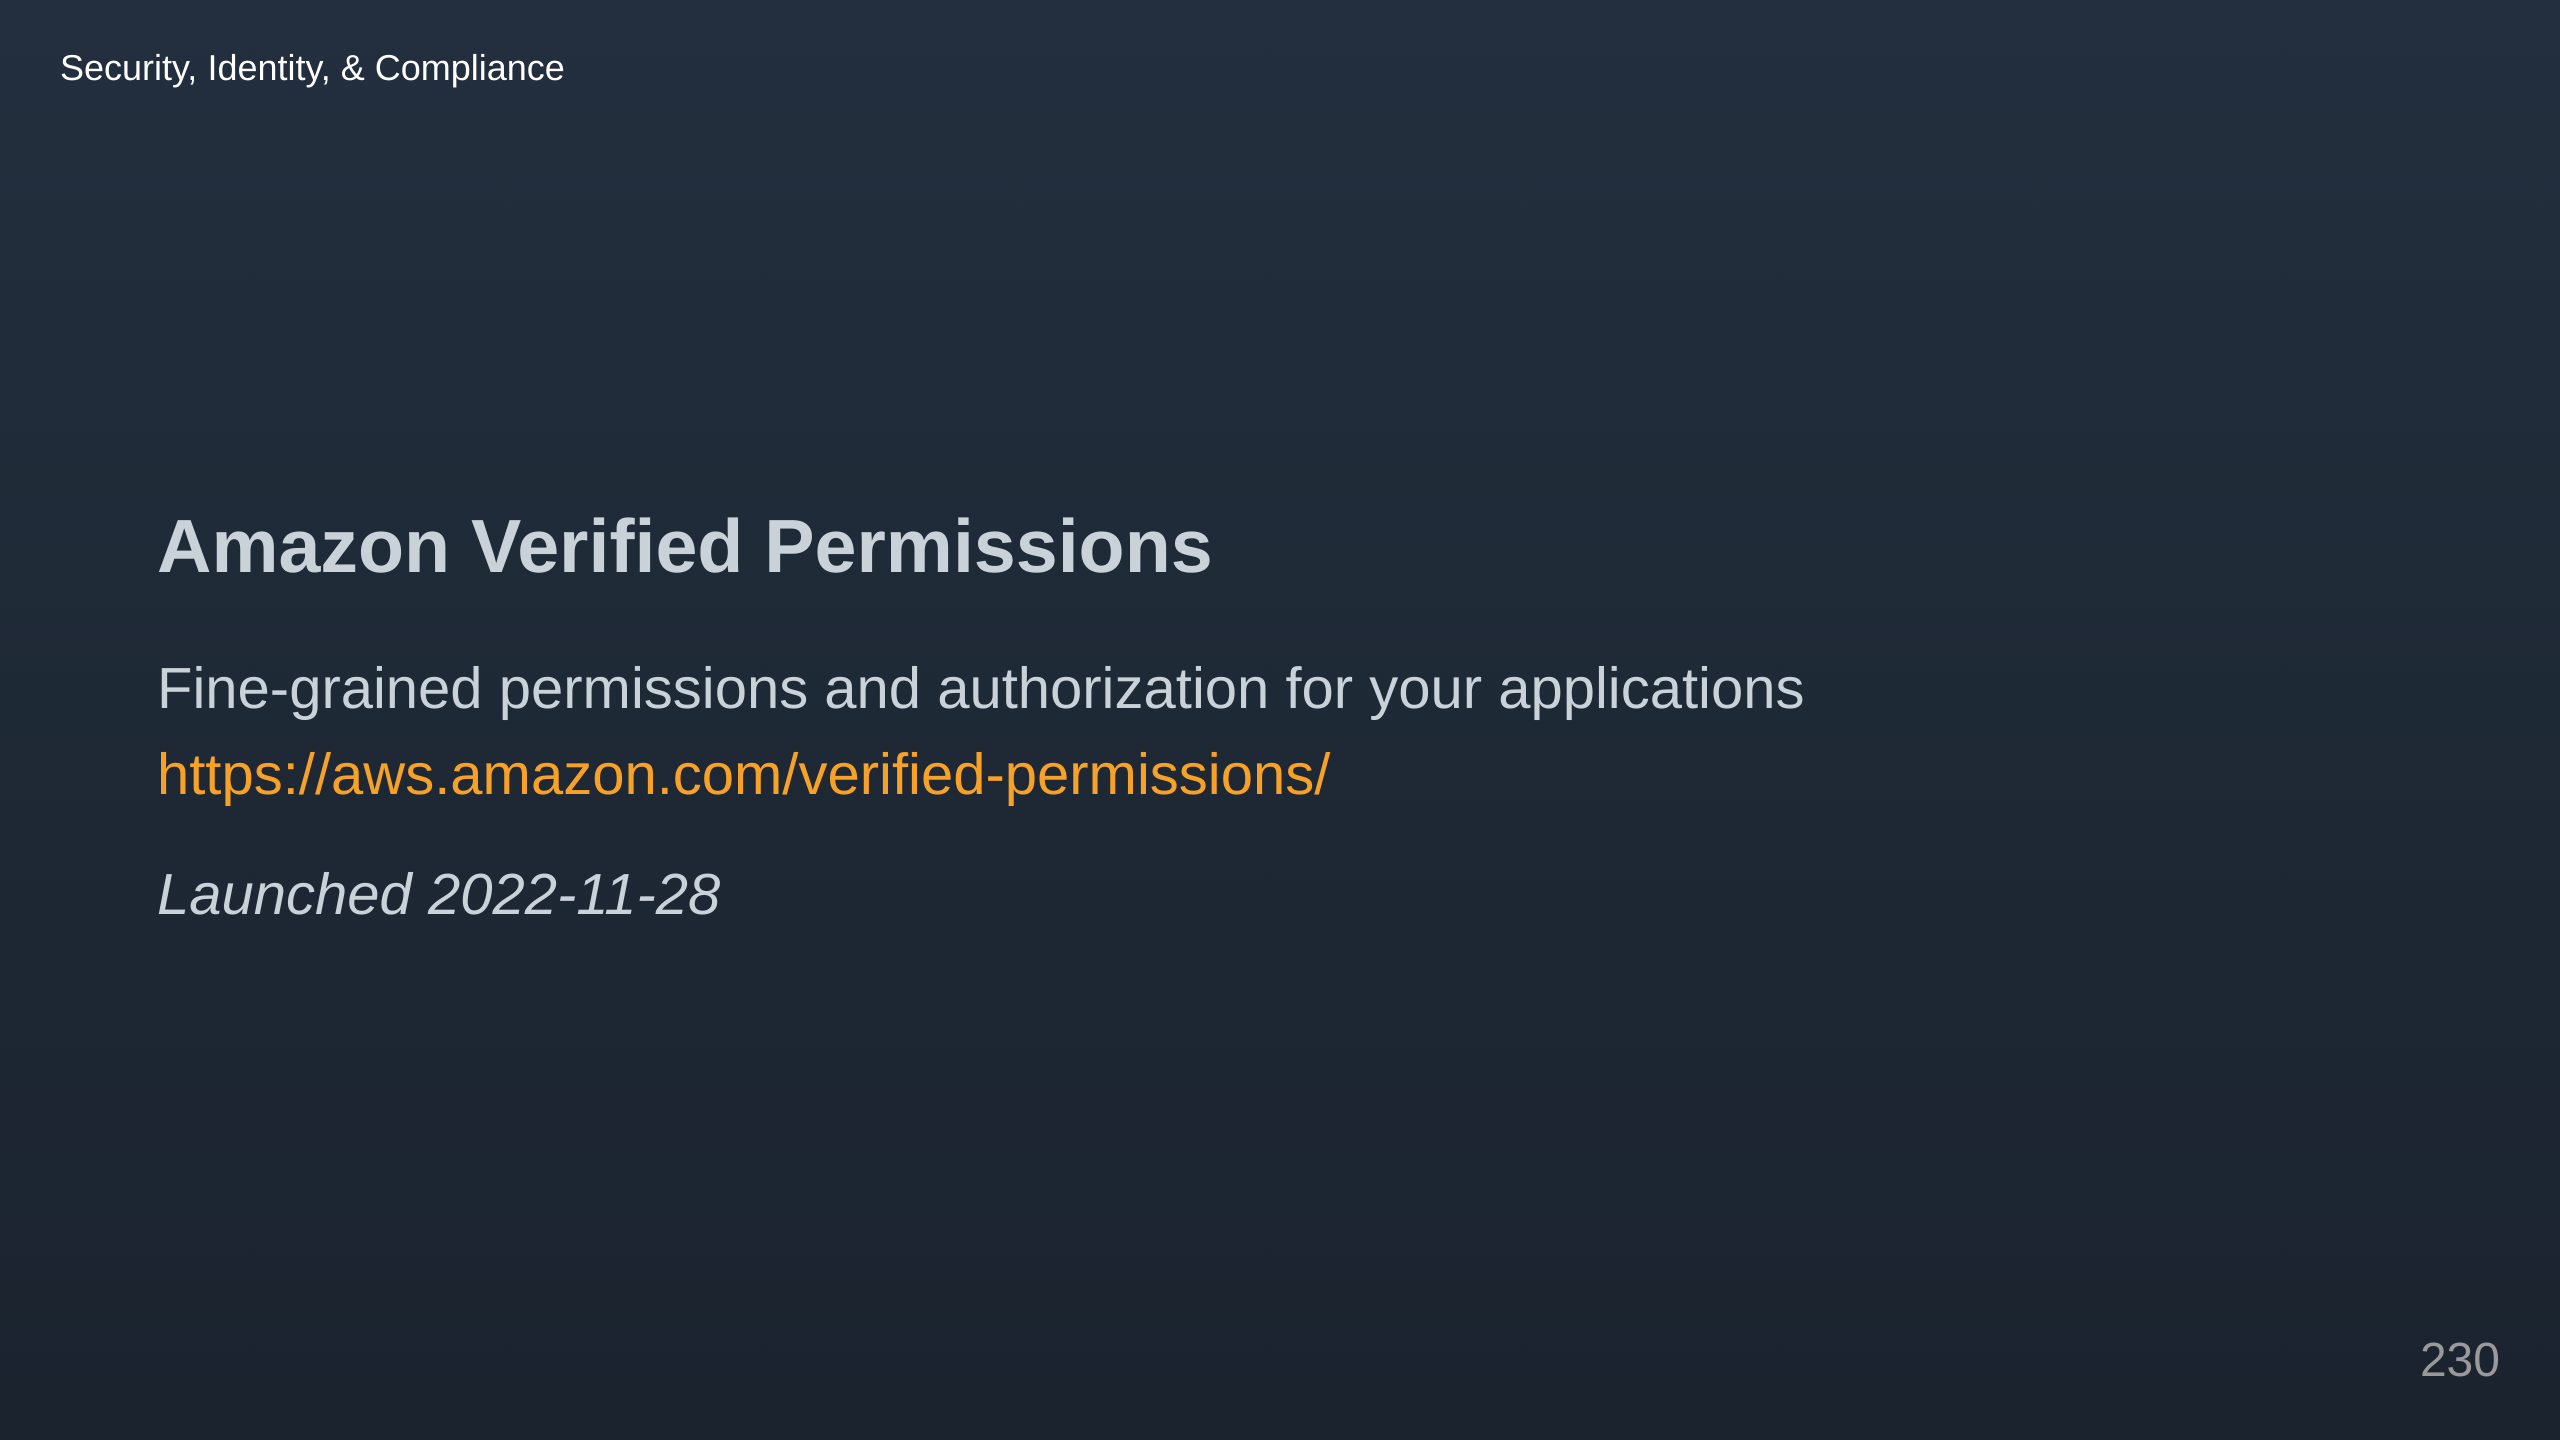 Security, Identity, & Compliance
Amazon Verified Permissions
Fine-grained permissions and authorization for your applications
https://aws.amazon.com/verified-permissions/
Launched 2022-11-28
230